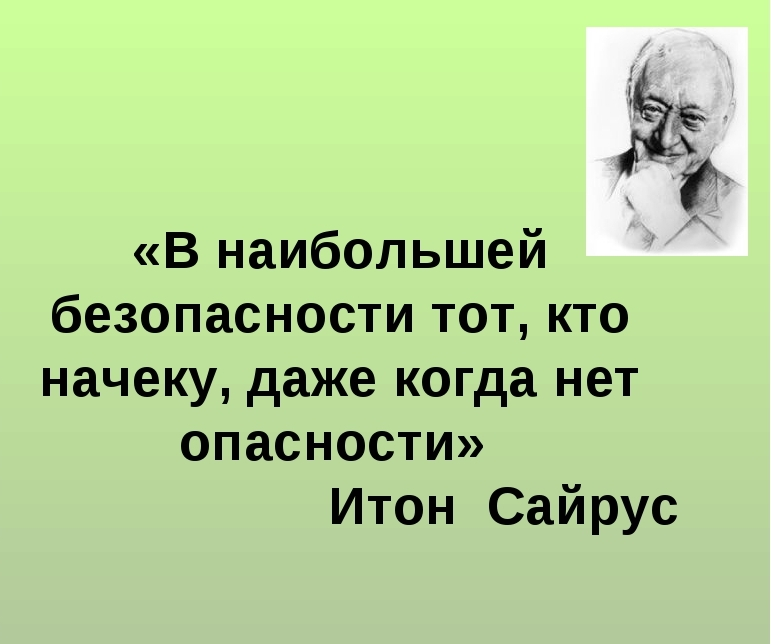 «В наибольшей
безопасности тот, кто
начеку, даже когда нет
опасности»
Итон Сайрус